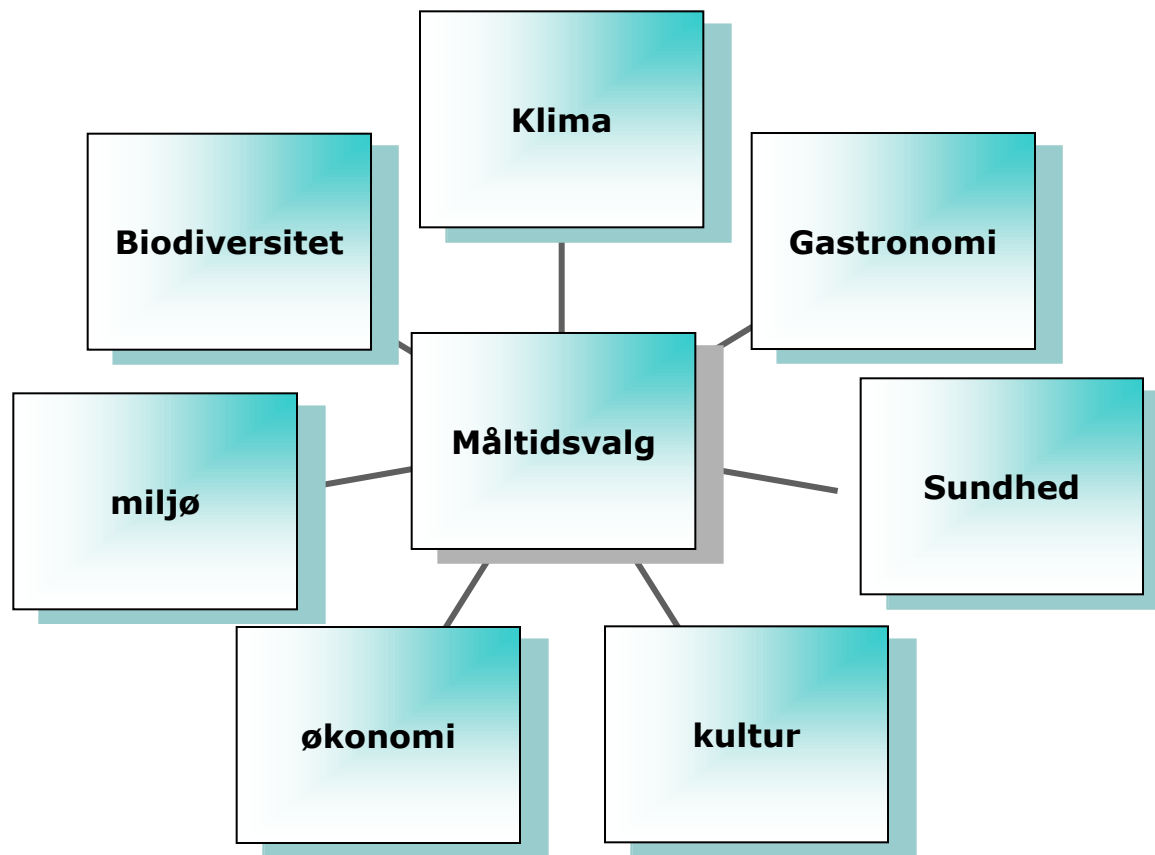 Klima
Biodiversitet
Gastronomi
Måltidsvalg
Sundhed
miljø
økonomi
kultur